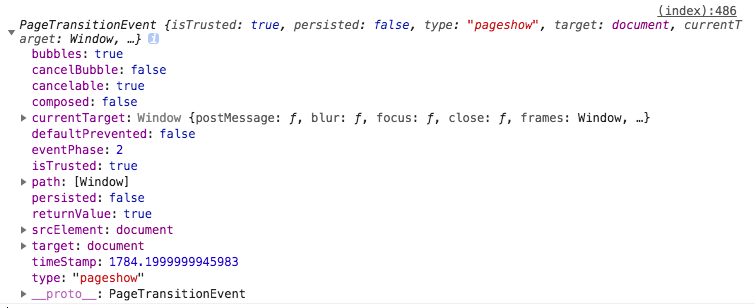 (index):486
PageTransitionEvent {isTrusted: true, persisted: false, type: "pageshow", target: document, currentT
arget: Window, …} i
bubbles: true
cancelBubble: false
cancelable: true
composed: false
currentTarget: Window {postMessage: ƒ, blur: ƒ, focus: ƒ, close: ƒ, frames: Window, …}
defaultPrevented: false
eventPhase: 2
isTrusted: true
path: [Window]
persisted: false
returnValue: true
srcElement: document
target: document
timeStamp: 1784.1999999945983
type: "pageshow"
__proto__: PageTransitionEvent